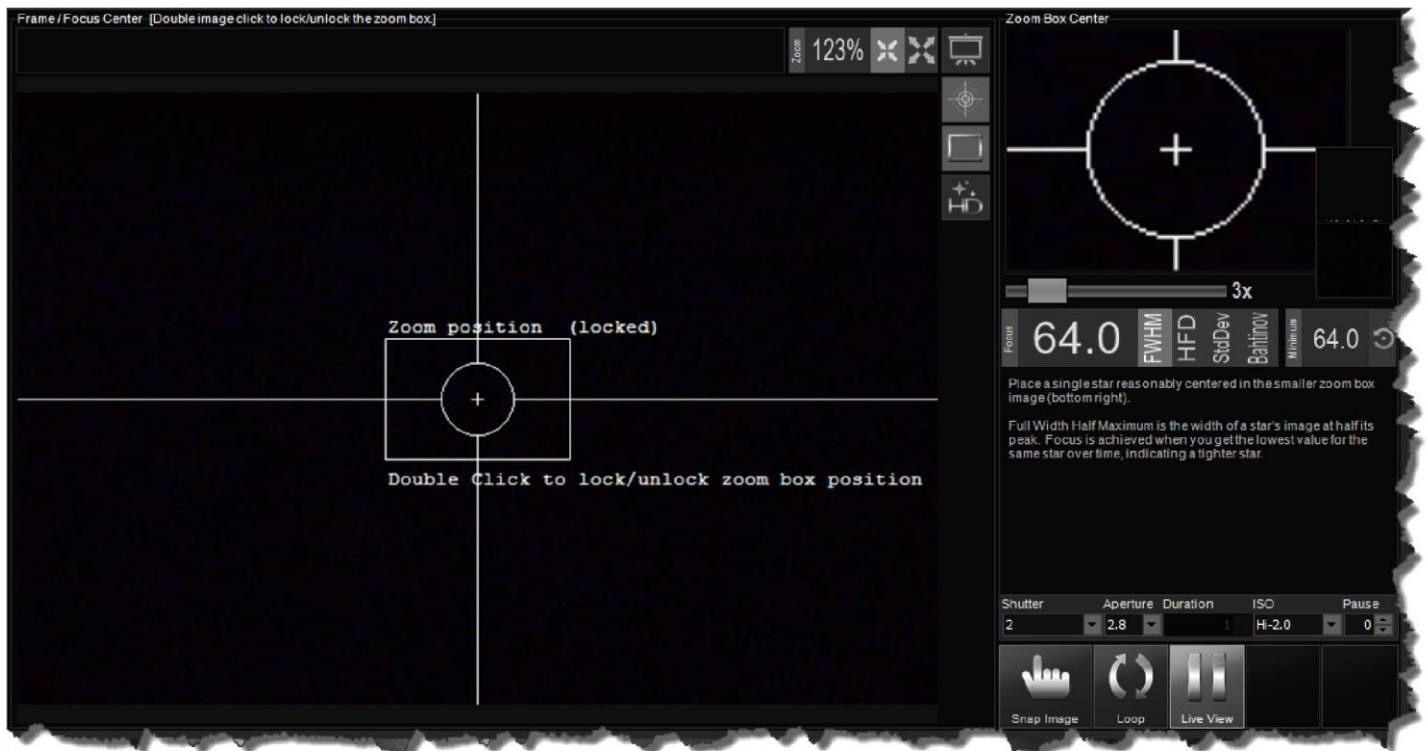 Frame / Focus Center [Double image click to lock/unlock the zoom box.]
Zoom
123%
HD
Zoom position (locked)
Double Click to lock/unlock zoom box position
Zoom Box Center
3x
Focus
64.0
FWHM
HFD
StdDev
Bahtinov
Minimum
64.0
Place a single star reasonably centered in the smaller zoom box
image (bottom right).
Full Width Half Maximum is the width of a star's image at half its
peak. Focus is achieved when you get the lowest value for the
same star over time, indicating a tighter star.
Shutter Aperture Duration ISO Pause
2 2.8 1 Hi-2.0 0
Snap Image Loop Live View